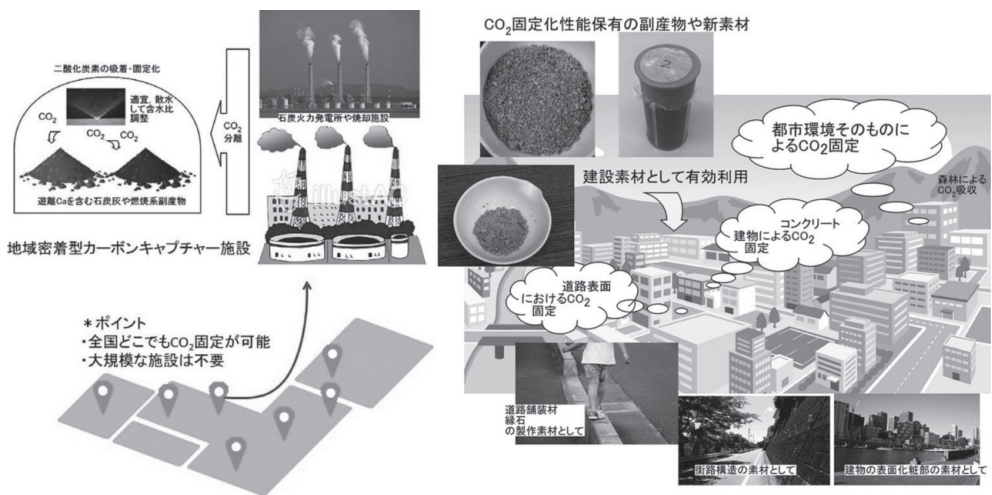 二酸化炭素の吸着・固定化
適宜，散水
して含水比
調整
CO2
CO2
CO2
遊離Caを含む石炭灰や燃焼系副産物
CO2
分離
石炭火力発電所や焼却施設
地域密着型カーボンキャプチャー施設
＊ポイント
・全国どこでもCO2固定が可能
・大規模な施設は不要
CO2固定化性能保有の副産物や新素材
2
都市環境そのものに
よるCO2固定
森林による
CO2吸収
建設素材として有効利用
コンクリート
建物によるCO2
固定
道路表面
におけるCO2
固定
道路舗装材
縁石
の製作素材として
街路構造の素材として
建物の表面化粧部の素材として